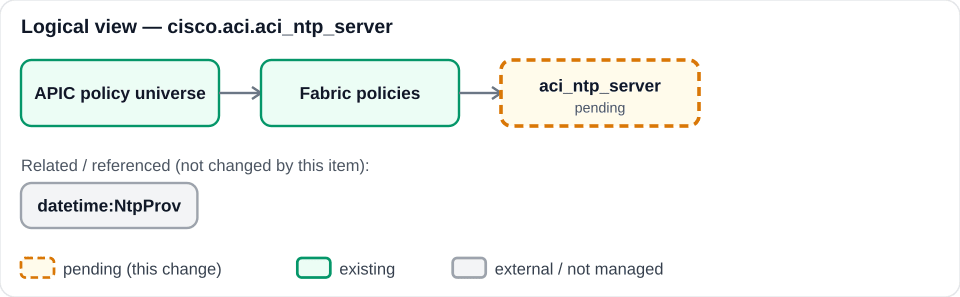 Logical view — cisco.aci.aci_ntp_server
APIC policy universe
Fabric policies
aci_ntp_server
pending
Related / referenced (not changed by this item):
datetime:NtpProv
pending (this change)
existing
external / not managed